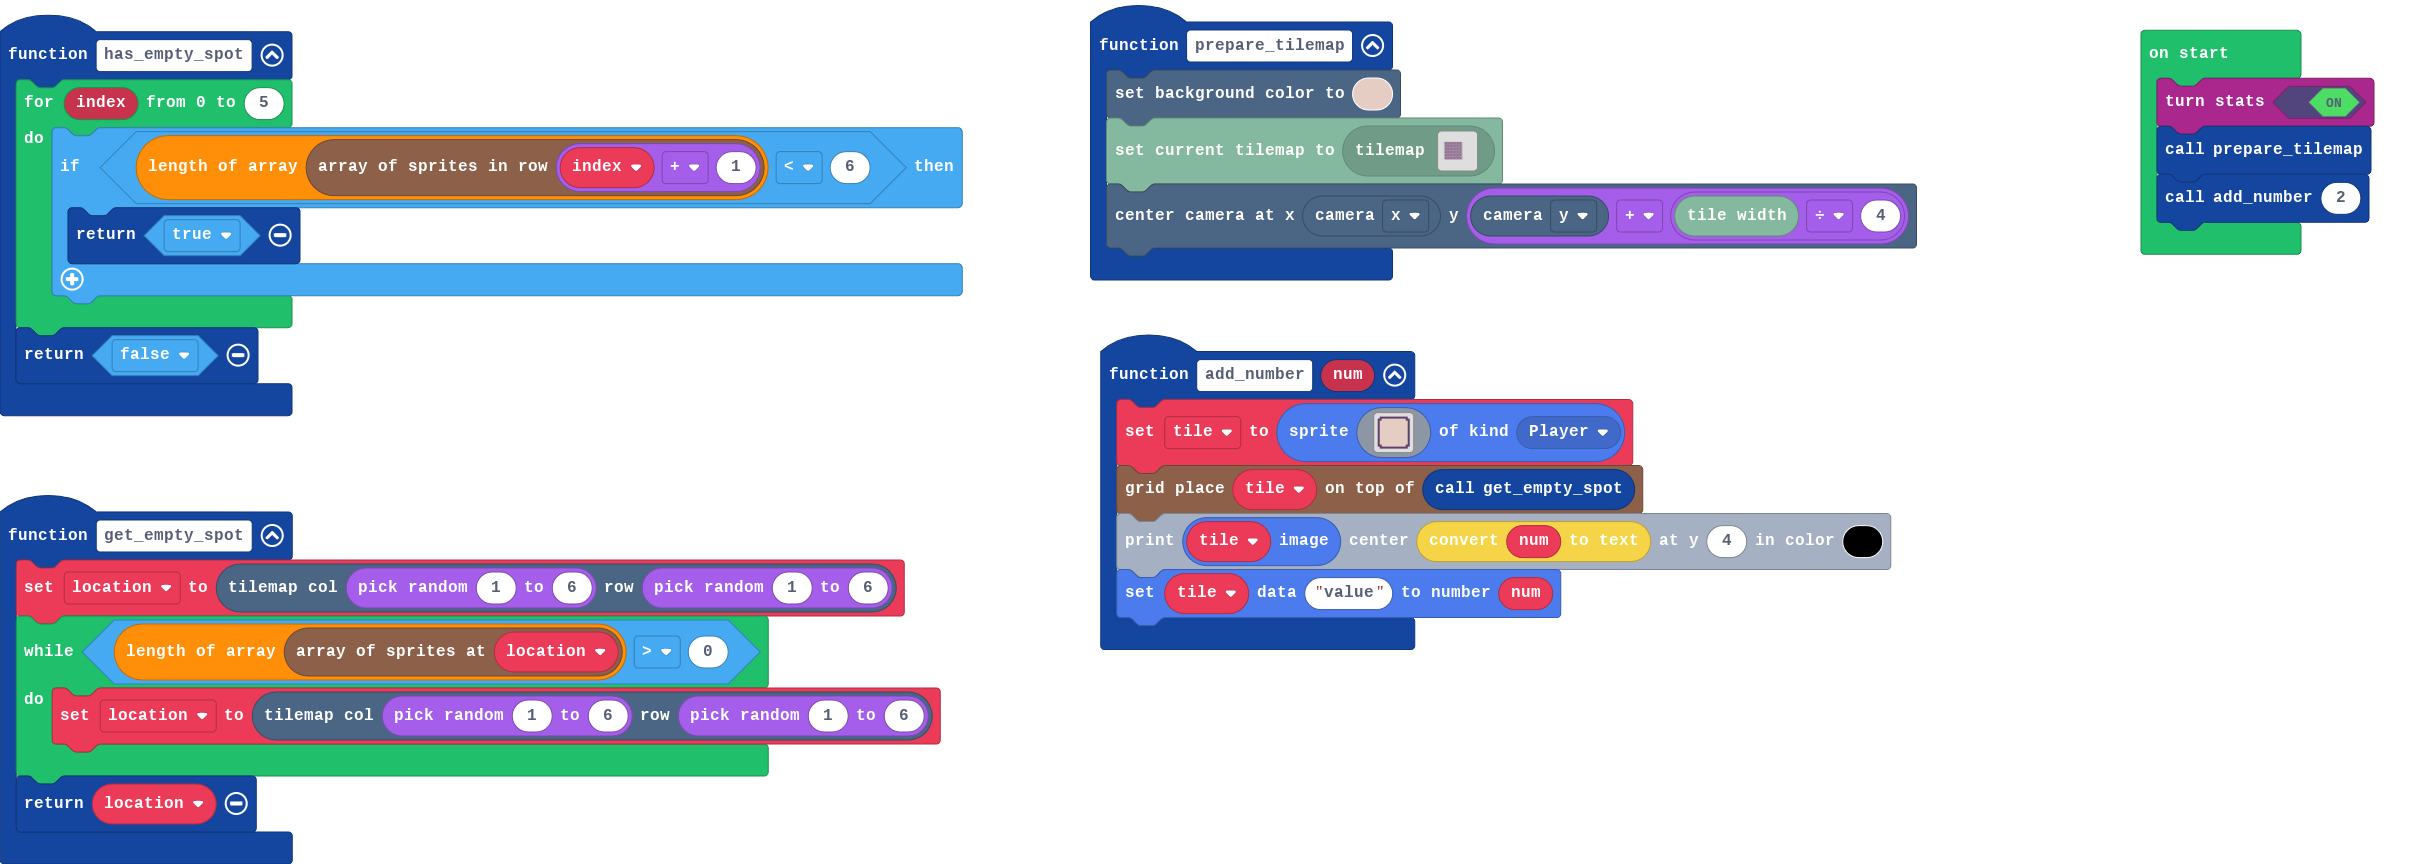 function has_empty_spot
for index from 0 to 5
do
if length of array array of sprites in row index + 1 < 6 then
return true
return false
function get_empty_spot
set location to tilemap col pick random 1 to 6 row pick random 1 to 6
while length of array array of sprites at location > 0
do
set location to tilemap col pick random 1 to 6 row pick random 1 to 6
return location
function prepare_tilemap
set background color to
set current tilemap to tilemap
center camera at x camera x y camera y + tile width ÷ 4
function add_number num
set tile to sprite of kind Player
grid place tile on top of call get_empty_spot
print tile image center convert num to text at y 4 in color
set tile data "value" to number num
on start
turn stats ON
call prepare_tilemap
call add_number 2